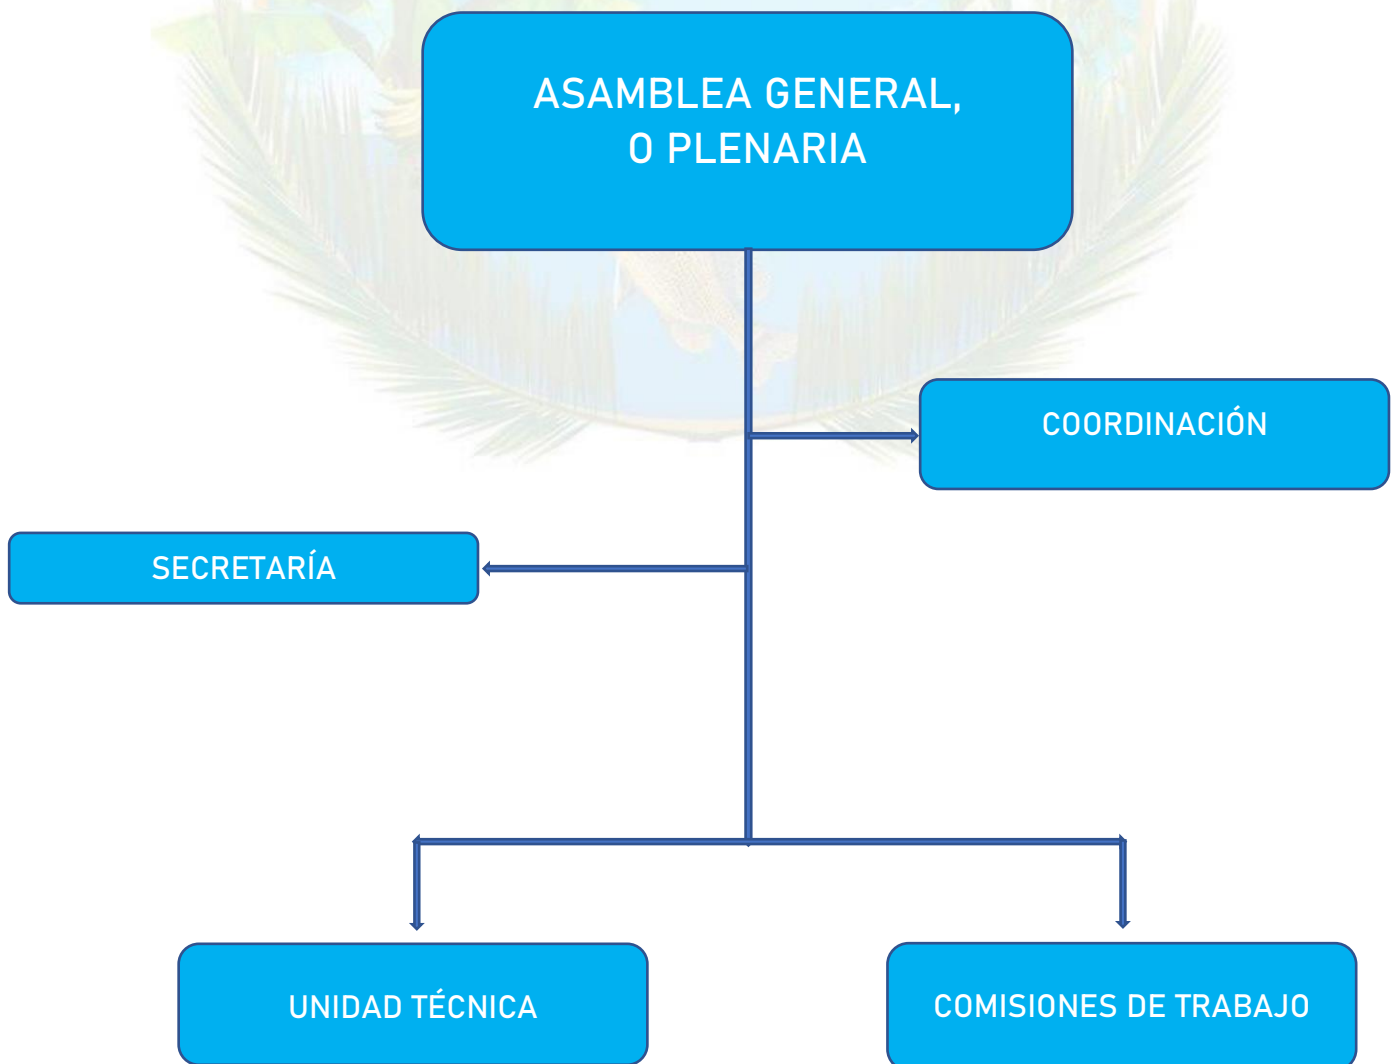 ASAMBLEA GENERAL,
O PLENARIA
COORDINACIÓN
SECRETARÍA
UNIDAD TÉCNICA
COMISIONES DE TRABAJO